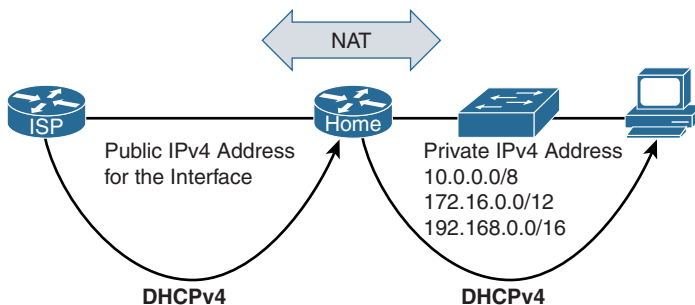 NAT
ISP
Home
Public IPv4 Address
for the Interface
Private IPv4 Address
10.0.0.0/8
172.16.0.0/12
192.168.0.0/16
DHCPv4
DHCPv4